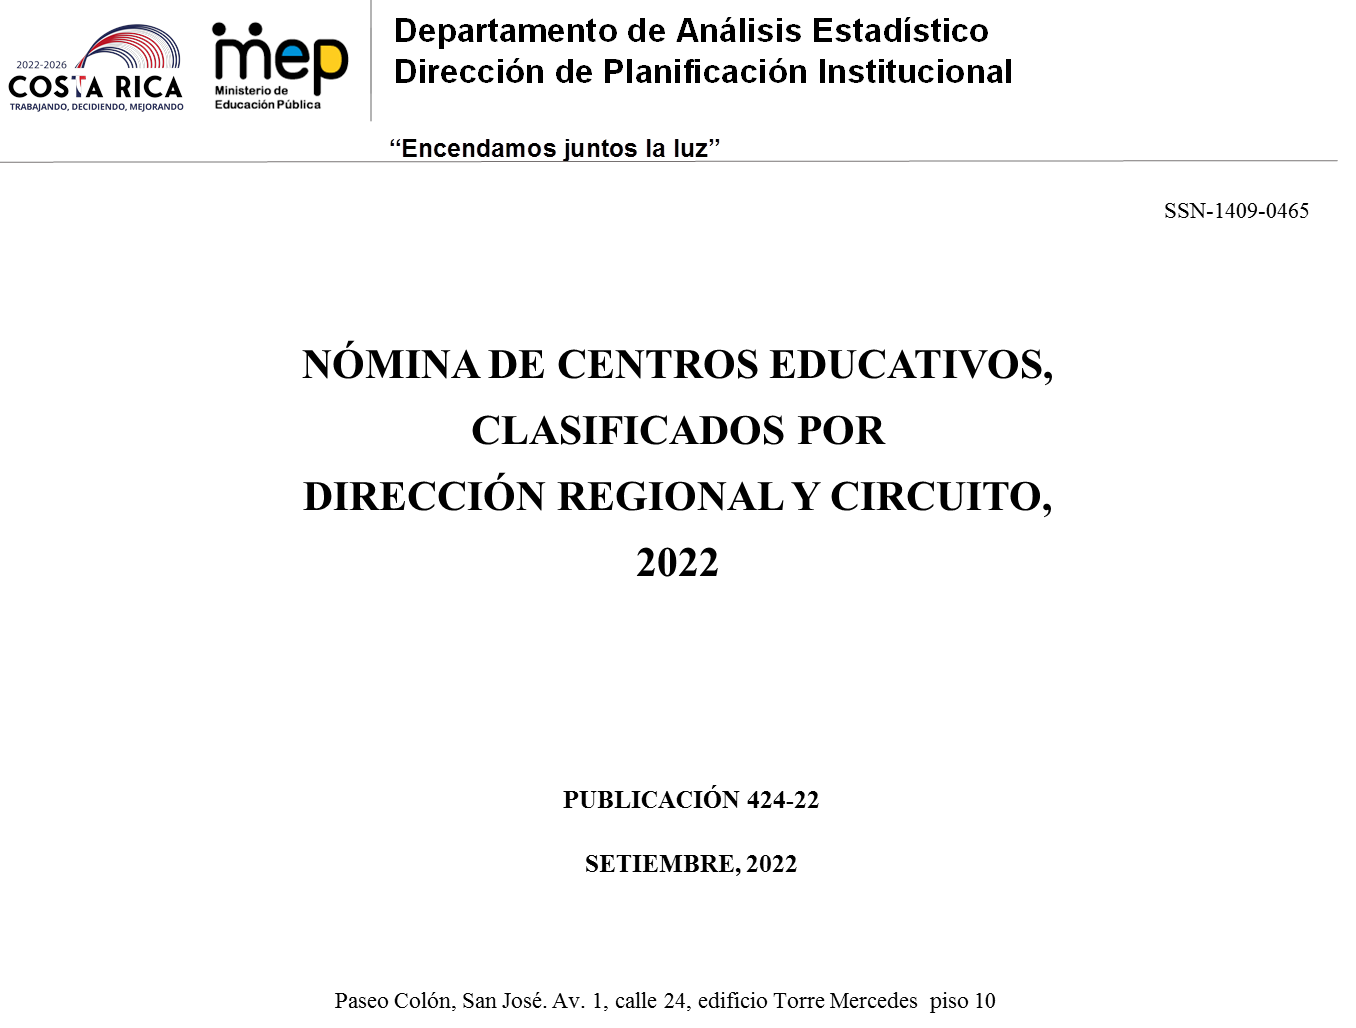 2022-2026
COSTA RICA
TRABAJANDO, DECIDIENDO, MEJORANDO
mep
Ministerio de
Educación Pública
Departamento de Análisis Estadístico
Dirección de Planificación Institucional
“Encendamos juntos la luz”
SSN-1409-0465
NÓMINA DE CENTROS EDUCATIVOS,
CLASIFICADOS POR
DIRECCIÓN REGIONAL Y CIRCUITO,
2022
PUBLICACIÓN 424-22
SETIEMBRE, 2022
Paseo Colón, San José. Av. 1, calle 24, edificio Torre Mercedes  piso 10